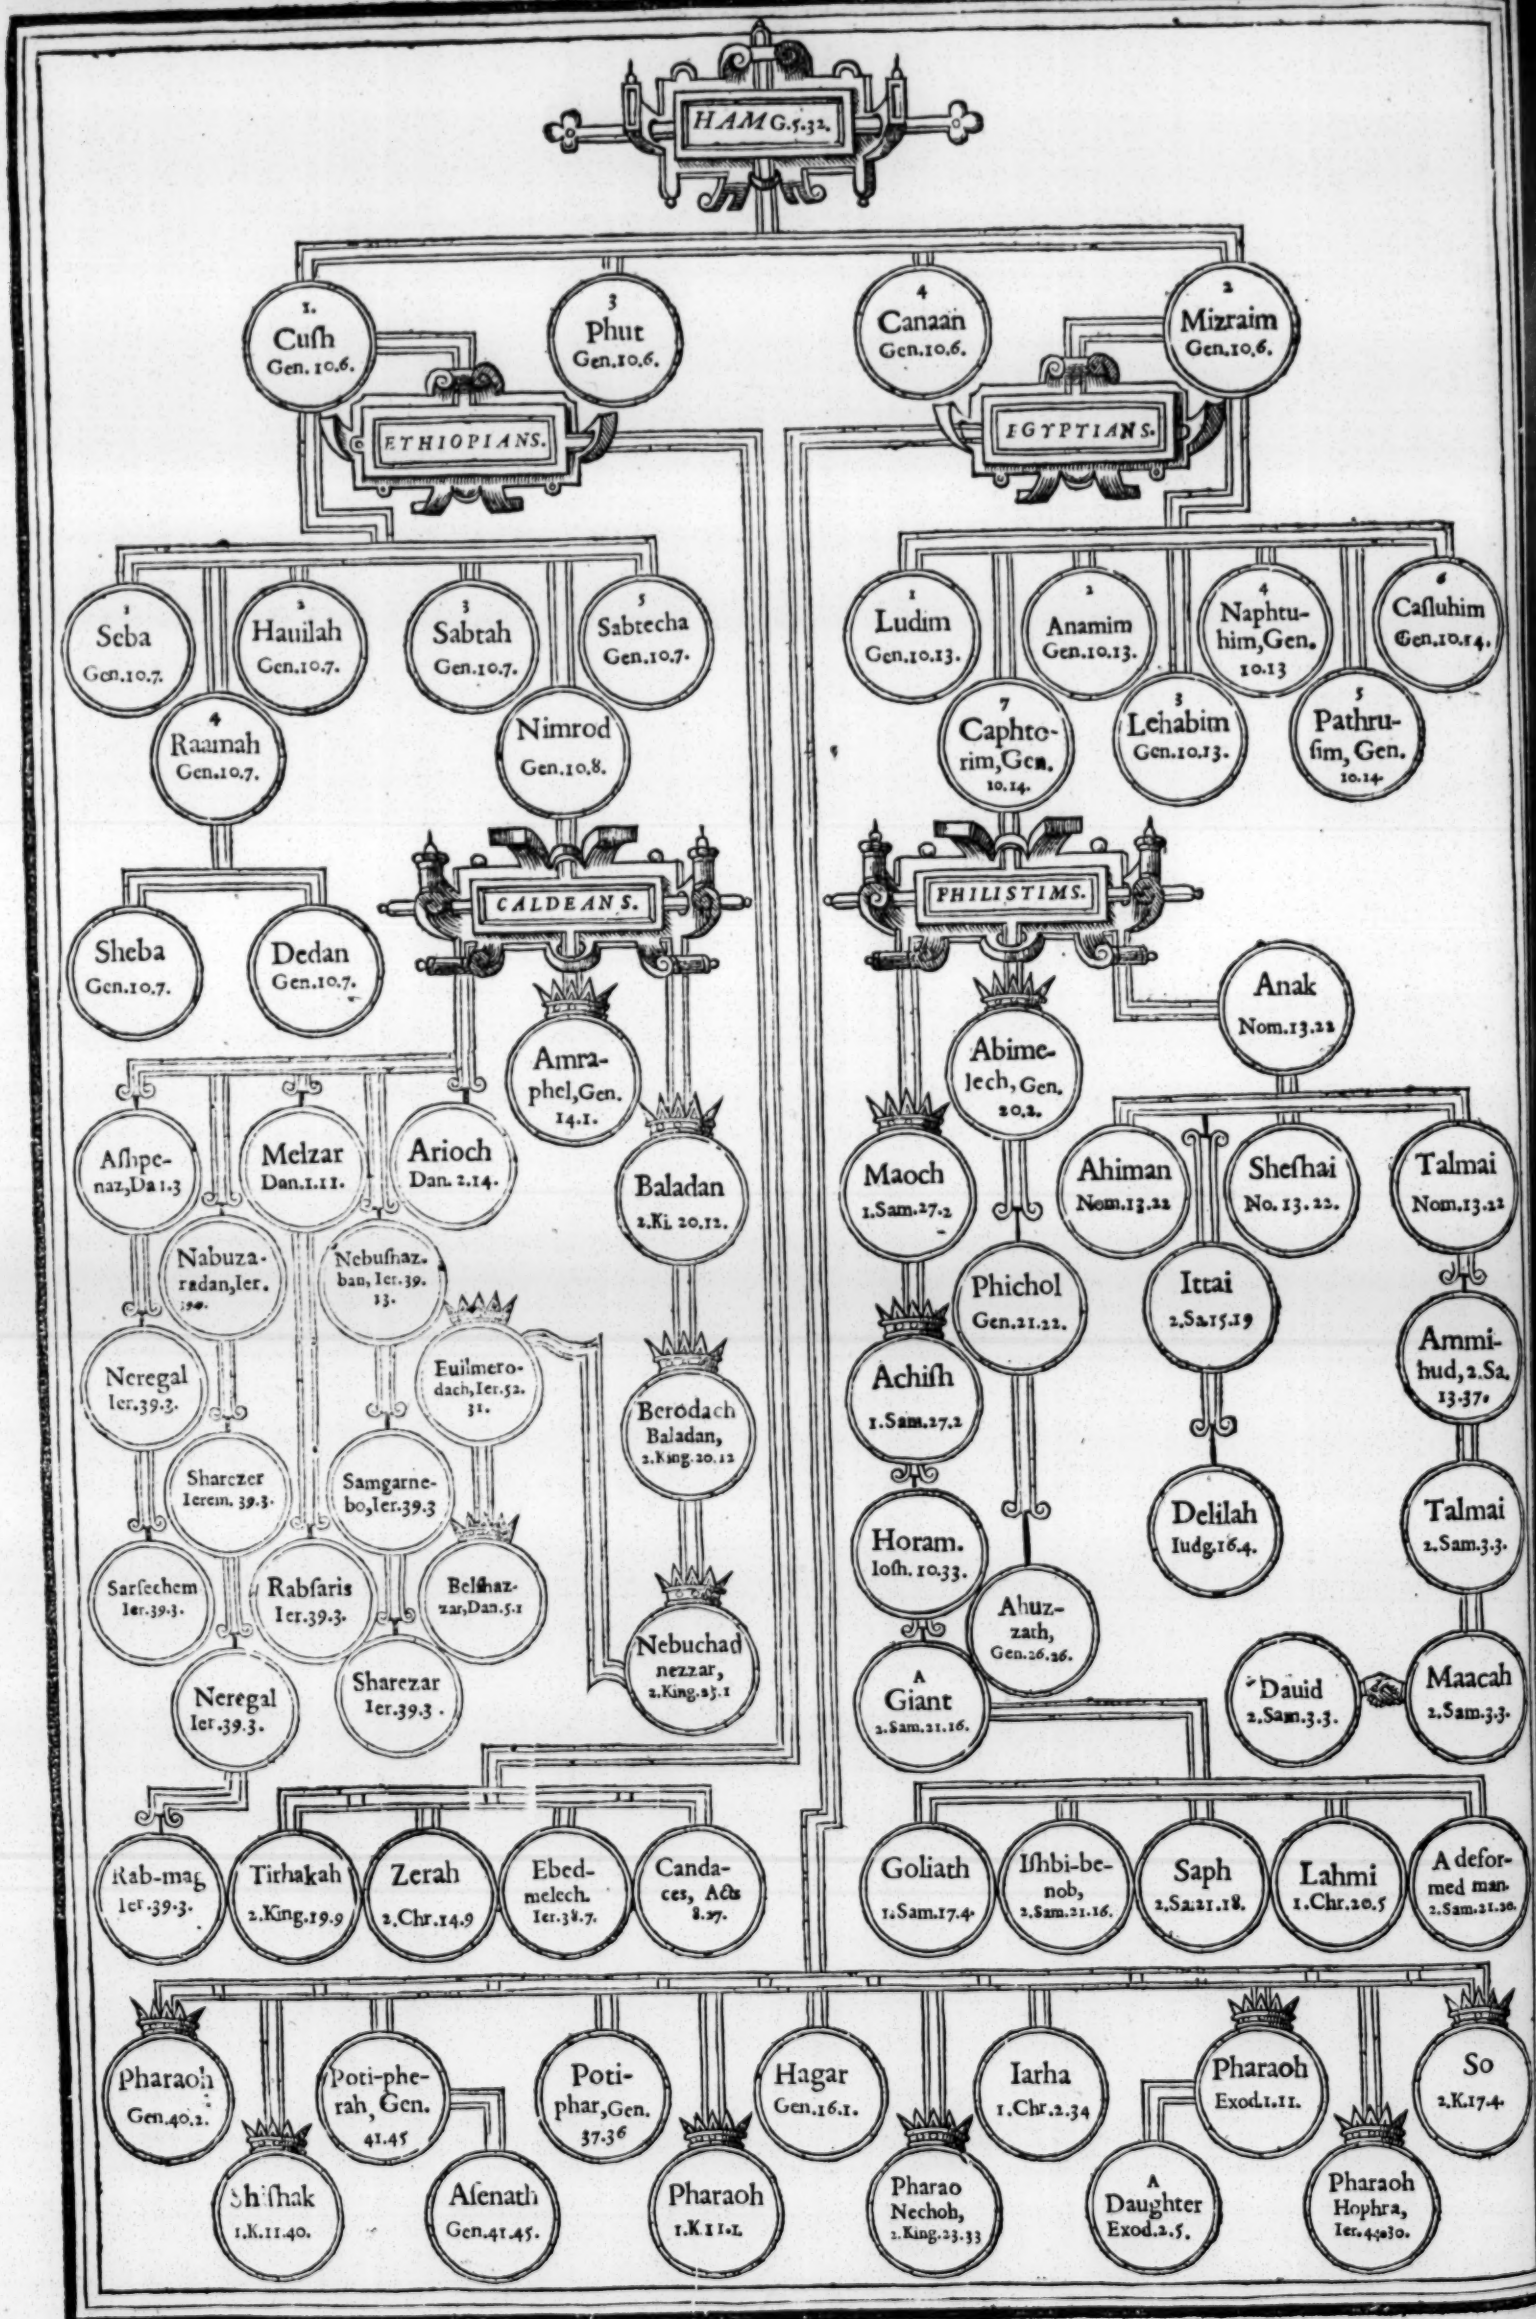 HAM G.5.32.
1.
Cuſh
Gen. 10.6.
3
Phut
Gen.10.6.
4
Canaan
Gen.10.6.
2
Mizraim
Gen.10.6.
ETHIOPIANS.
EGYPTIANS.
1
Seba
Gen.10.7.
2
Hauilah
Gen.10.7.
3
Sabtah
Gen.10.7.
5
Sabtecha
Gen.10.7.
4
Raamah
Gen.10.7.
Nimrod
Gen.10.8.
1
Ludim
Gen.10.13.
2
Anamim
Gen.10.13.
4
Naphtu-
him,Gen.
10.13
6
Caſluhim
Gen.10.14.
7
Caphto-
rim,Gen.
10.14.
3
Lehabim
Gen.10.13.
5
Pathru-
ſim, Gen.
10.14.
CALDEANS.
PHILISTIMS.
Sheba
Gen.10.7.
Dedan
Gen.10.7.
Amra-
phel,Gen.
14.1.
Abime-
lech, Gen.
20.2.
Anak
Nom.13.22
Aſhpe-
naz,Da1.3
Melzar
Dan.1.11.
Arioch
Dan. 2.14.
Baladan
2.Ki. 20.12.
Maoch
1.Sam.27.2
Ahiman
Nom.13.22
Sheſhai
No. 13.22.
Talmai
Nom.13.22
Nabuza-
radan,Ier.
Nebuſhaz-
ban, Ier.39.
13.
Phichol
Gen.21.22.
Ittai
2.Sa.15.19
Ammi-
hud, 2.Sa.
13.37.
Neregal
Ier.39.3.
Euilmero-
dach,Ier.52.
31.
Berodach
Baladan,
2.King.20.12
Achiſh
1.Sam.27.2
Sharezer
Ierem. 39.3.
Samgarne-
bo,Ier.39.3
Horam.
Ioſh. 10.33.
Delilah
Iudg.16.4.
Talmai
2.Sam.3.3.
Sarſechem
Ier.39.3.
Rabſaris
Ier.39.3.
Belſhaz-
zar,Dan.5.1
Nebuchad
nezzar,
2.King.25.1
Ahuz-
zath,
Gen.26.26.
Neregal
Ier.39.3.
Sharezar
Ier.39.3.
A
Giant
2.Sam.21.16.
Dauid
2.Sam.3.3.
Maacah
2.Sam.3.3.
Rab-mag
Ier.39.3.
Tirhakah
2.King.19.9
Zerah
2.Chr.14.9
Ebed-
melech.
Ier.38.7.
Canda-
ces, Acts
8.27.
Goliath
1.Sam.17.4.
Iſhbi-be-
nob,
2.Sam.21.16.
Saph
2.Sa.21.18.
Lahmi
1.Chr.20.5
A defor-
med man.
2.Sam.21.20.
Pharaoh
Gen.40.2.
Poti-phe-
rah, Gen.
41.45
Poti-
phar,Gen.
37.36
Hagar
Gen.16.1.
Iarha
1.Chr.2.34
Pharaoh
Exod.1.11.
So
2.K.17.4.
Shiſhak
1.K.11.40.
Aſenath
Gen.41.45.
Pharaoh
1.K.11.1.
Pharao
Nechoh,
2.King.23.33
A
Daughter
Exod.2.5.
Pharaoh
Hophra,
Ier.44.30.